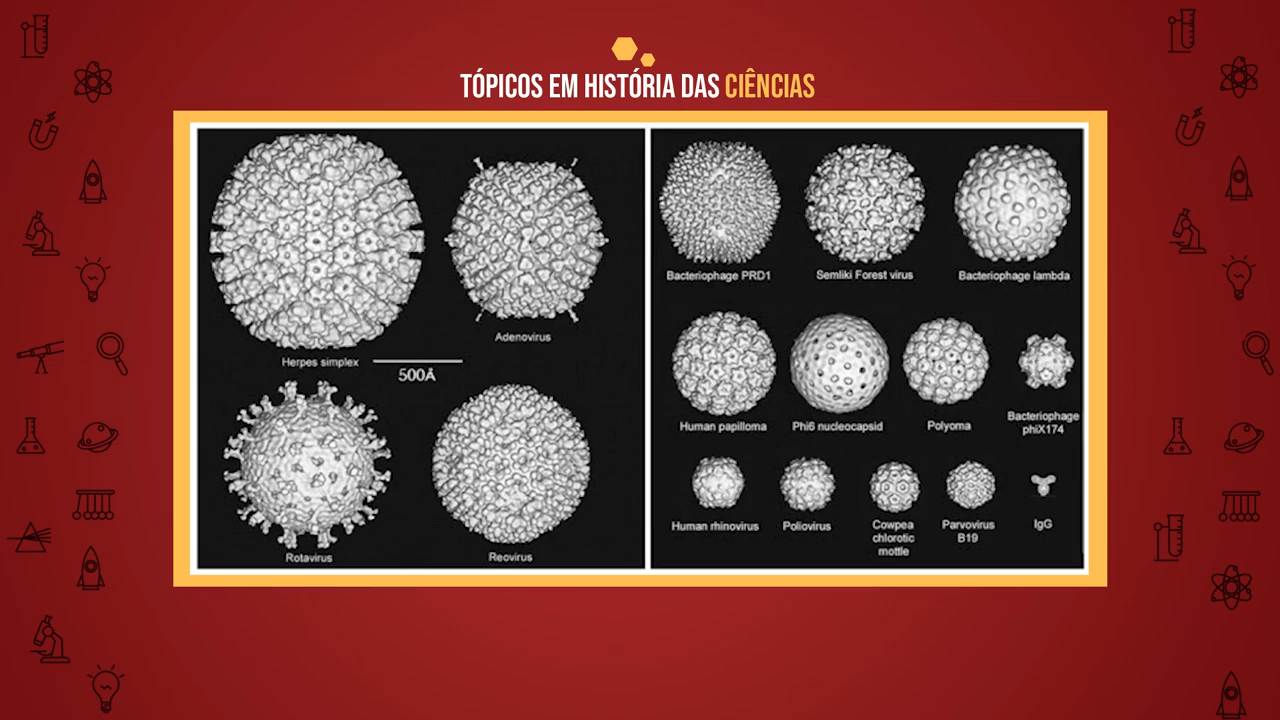 TÓPICOS EM HISTÓRIA DAS CIÊNCIAS
Herpes simplex
500Å
Adenovirus
Rotavirus
Reovirus
Bacteriophage PRD1
Semliki Forest virus
Bacteriophage lambda
Human papilloma
Phi6 nucleocapsid
Polyoma
Bacteriophage
phiX174
Human rhinovirus
Poliovirus
Cowpea
chlorotic
mottle
Parvovirus
B19
IgG